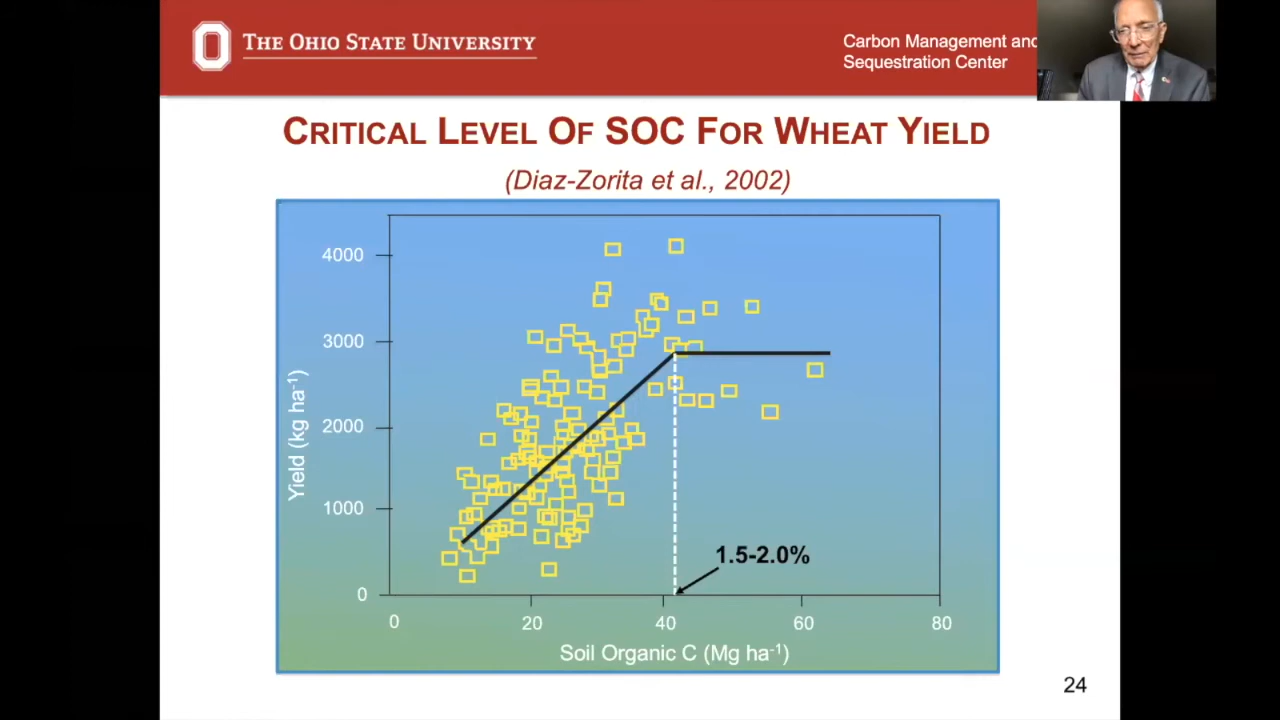 THE OHIO STATE UNIVERSITY
Carbon Management and
Sequestration Center
CRITICAL LEVEL OF SOC FOR WHEAT YIELD
(Diaz-Zorita et al., 2002)
4000
3000
2000
1000
0
Yield (kg ha⁻¹)
1.5-2.0%
0 20 40 60 80
Soil Organic C (Mg ha⁻¹)
24